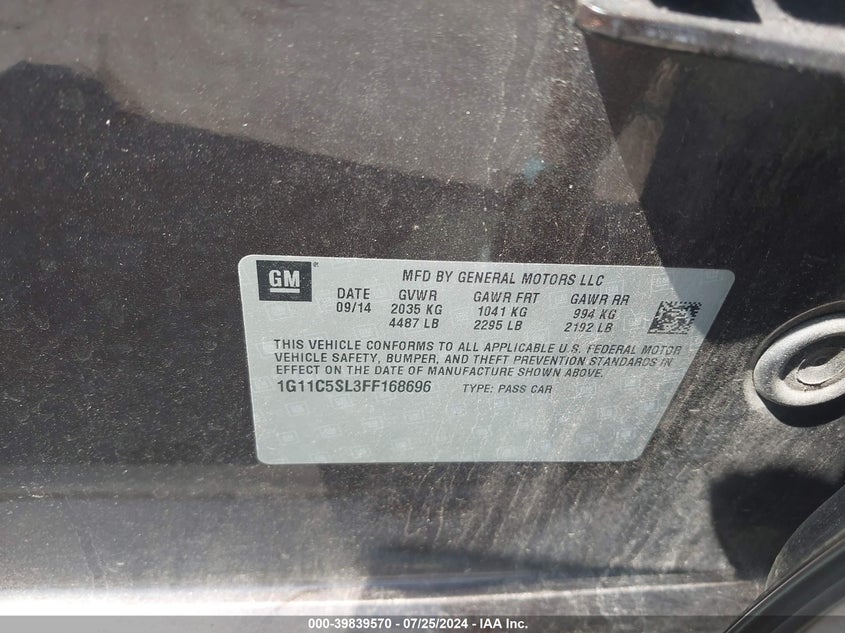 GM
MFD BY GENERAL MOTORS LLC
DATE GVWR GAWR FRT GAWR RR
09/14 2035 KG 1041 KG 994 KG
4487 LB 2295 LB 2192 LB
THIS VEHICLE CONFORMS TO ALL APPLICABLE U.S. FEDERAL MOTOR
VEHICLE SAFETY, BUMPER, AND THEFT PREVENTION STANDARDS IN
EFFECT ON THE DATE OF MANUFACTURE SHOWN ABOVE.
1G11C5SL3FF168696 TYPE: PASS CAR
000-39839570 - 07/25/2024 - IAA Inc.